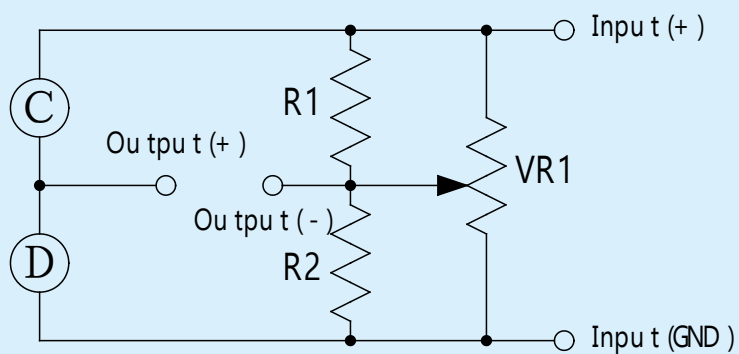 Input(+)
C
R1
Output(+)
VR1
Output(-)
D
R2
Input(GND)